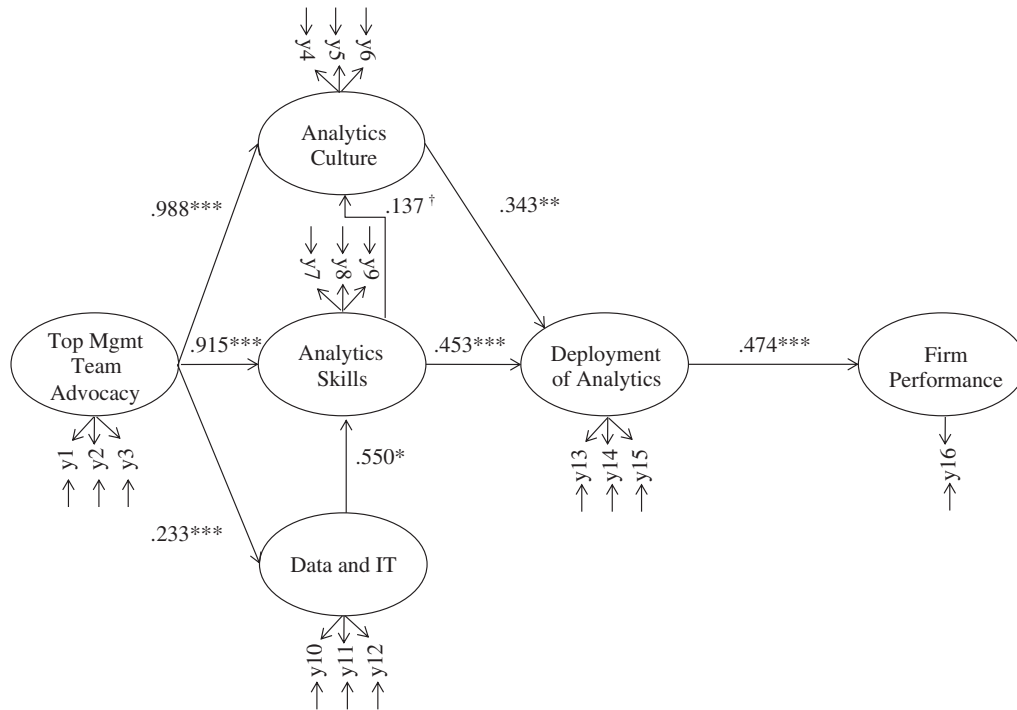 y4
y5
y6
Analytics
Culture
.988***
.137 †
.343**
y7
y8
y9
Top Mgmt
Team
Advocacy
.915***
Analytics
Skills
.453***
Deployment
of Analytics
.474***
Firm
Performance
y1
y2
y3
.550*
y13
y14
y15
y16
.233***
Data and IT
y10
y11
y12